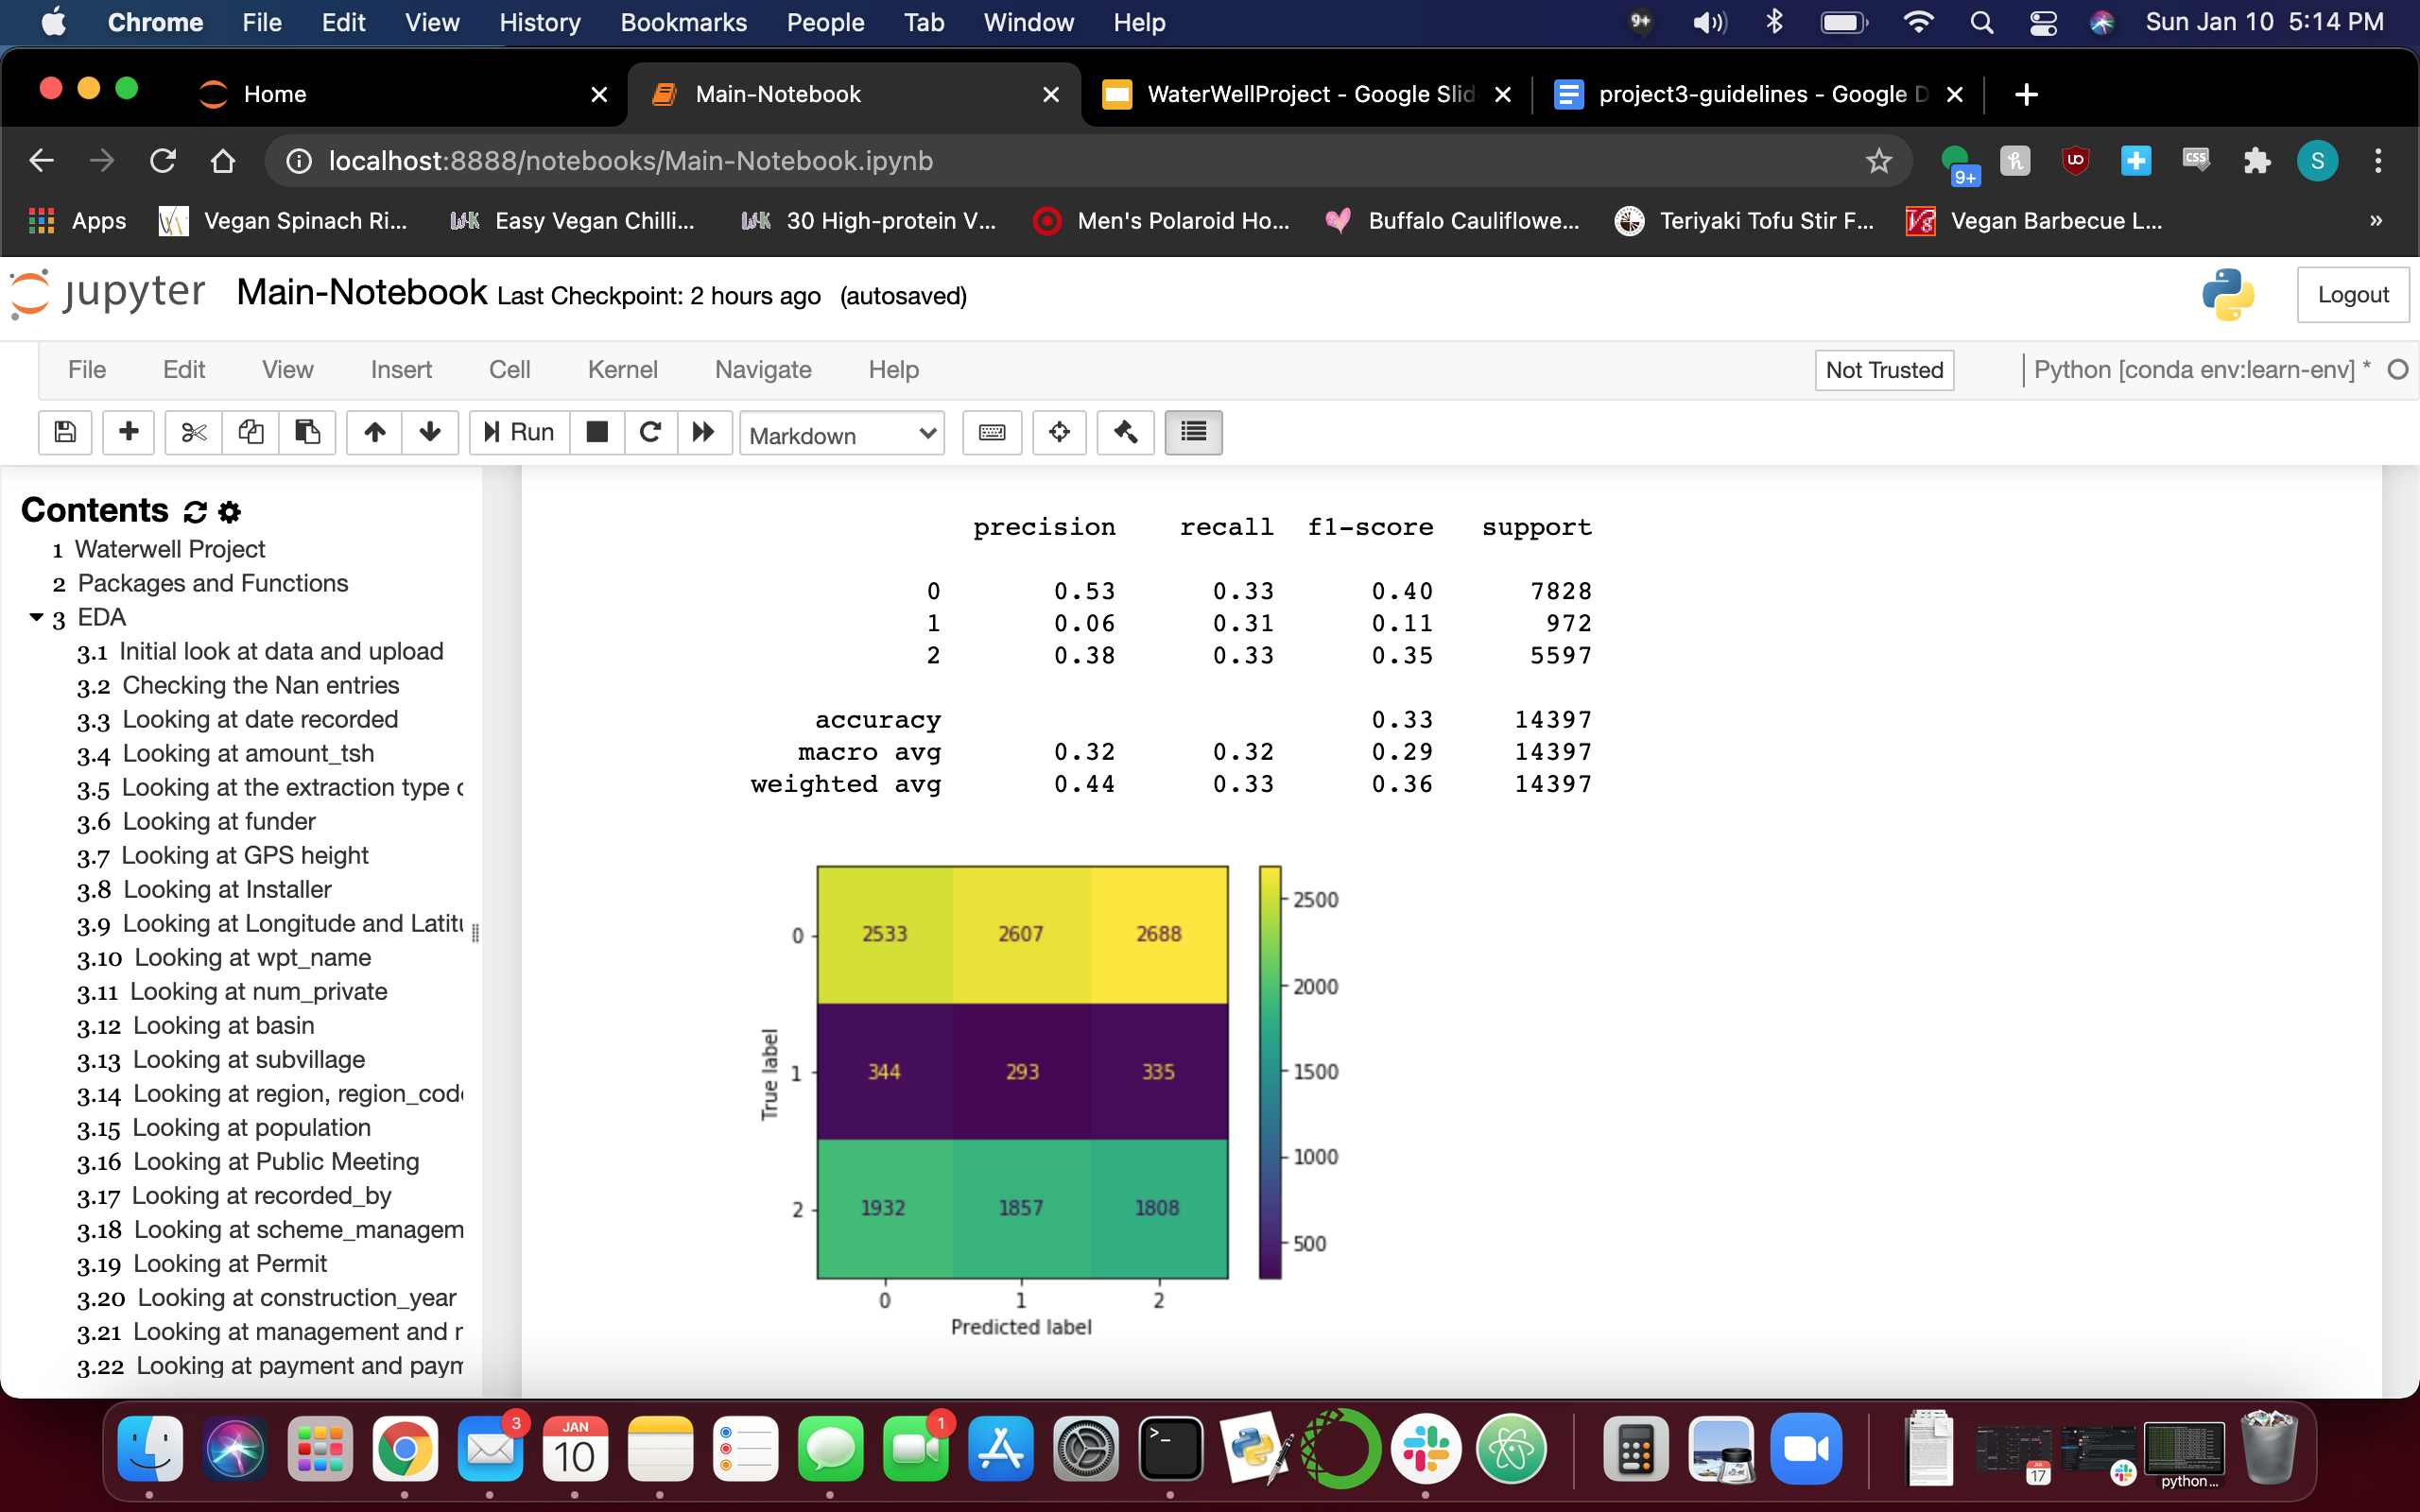 Chrome File Edit View History Bookmarks People Tab Window Help 9+ Sun Jan 10 5:14 PM
Home Main-Notebook WaterWellProject - Google Slid project3-guidelines - Google D
localhost:8888/notebooks/Main-Notebook.ipynb 9+ CSS S
Apps Vegan Spinach Ri... Easy Vegan Chilli... 30 High-protein V... Men's Polaroid Ho... Buffalo Cauliflowe... Teriyaki Tofu Stir F... Vegan Barbecue L... »
jupyter Main-Notebook Last Checkpoint: 2 hours ago (autosaved) Logout
File Edit View Insert Cell Kernel Navigate Help Not Trusted Python [conda env:learn-env] *
Run Markdown
Contents
1 Waterwell Project
2 Packages and Functions
3 EDA
3.1 Initial look at data and upload
3.2 Checking the Nan entries
3.3 Looking at date recorded
3.4 Looking at amount_tsh
3.5 Looking at the extraction type c
3.6 Looking at funder
3.7 Looking at GPS height
3.8 Looking at Installer
3.9 Looking at Longitude and Latitu
3.10 Looking at wpt_name
3.11 Looking at num_private
3.12 Looking at basin
3.13 Looking at subvillage
3.14 Looking at region, region_code
3.15 Looking at population
3.16 Looking at Public Meeting
3.17 Looking at recorded_by
3.18 Looking at scheme_managem
3.19 Looking at Permit
3.20 Looking at construction_year
3.21 Looking at management and r
3.22 Looking at payment and paym
precision recall f1-score support
0 0.53 0.33 0.40 7828
1 0.06 0.31 0.11 972
2 0.38 0.33 0.35 5597
accuracy 0.33 14397
macro avg 0.32 0.32 0.29 14397
weighted avg 0.44 0.33 0.36 14397
2500
0 2533 2607 2688
2000
True label
1 344 293 335
1500
1000
2 1932 1857 1808
500
0 1 2
Predicted label
3 JAN 10 1 17 python...